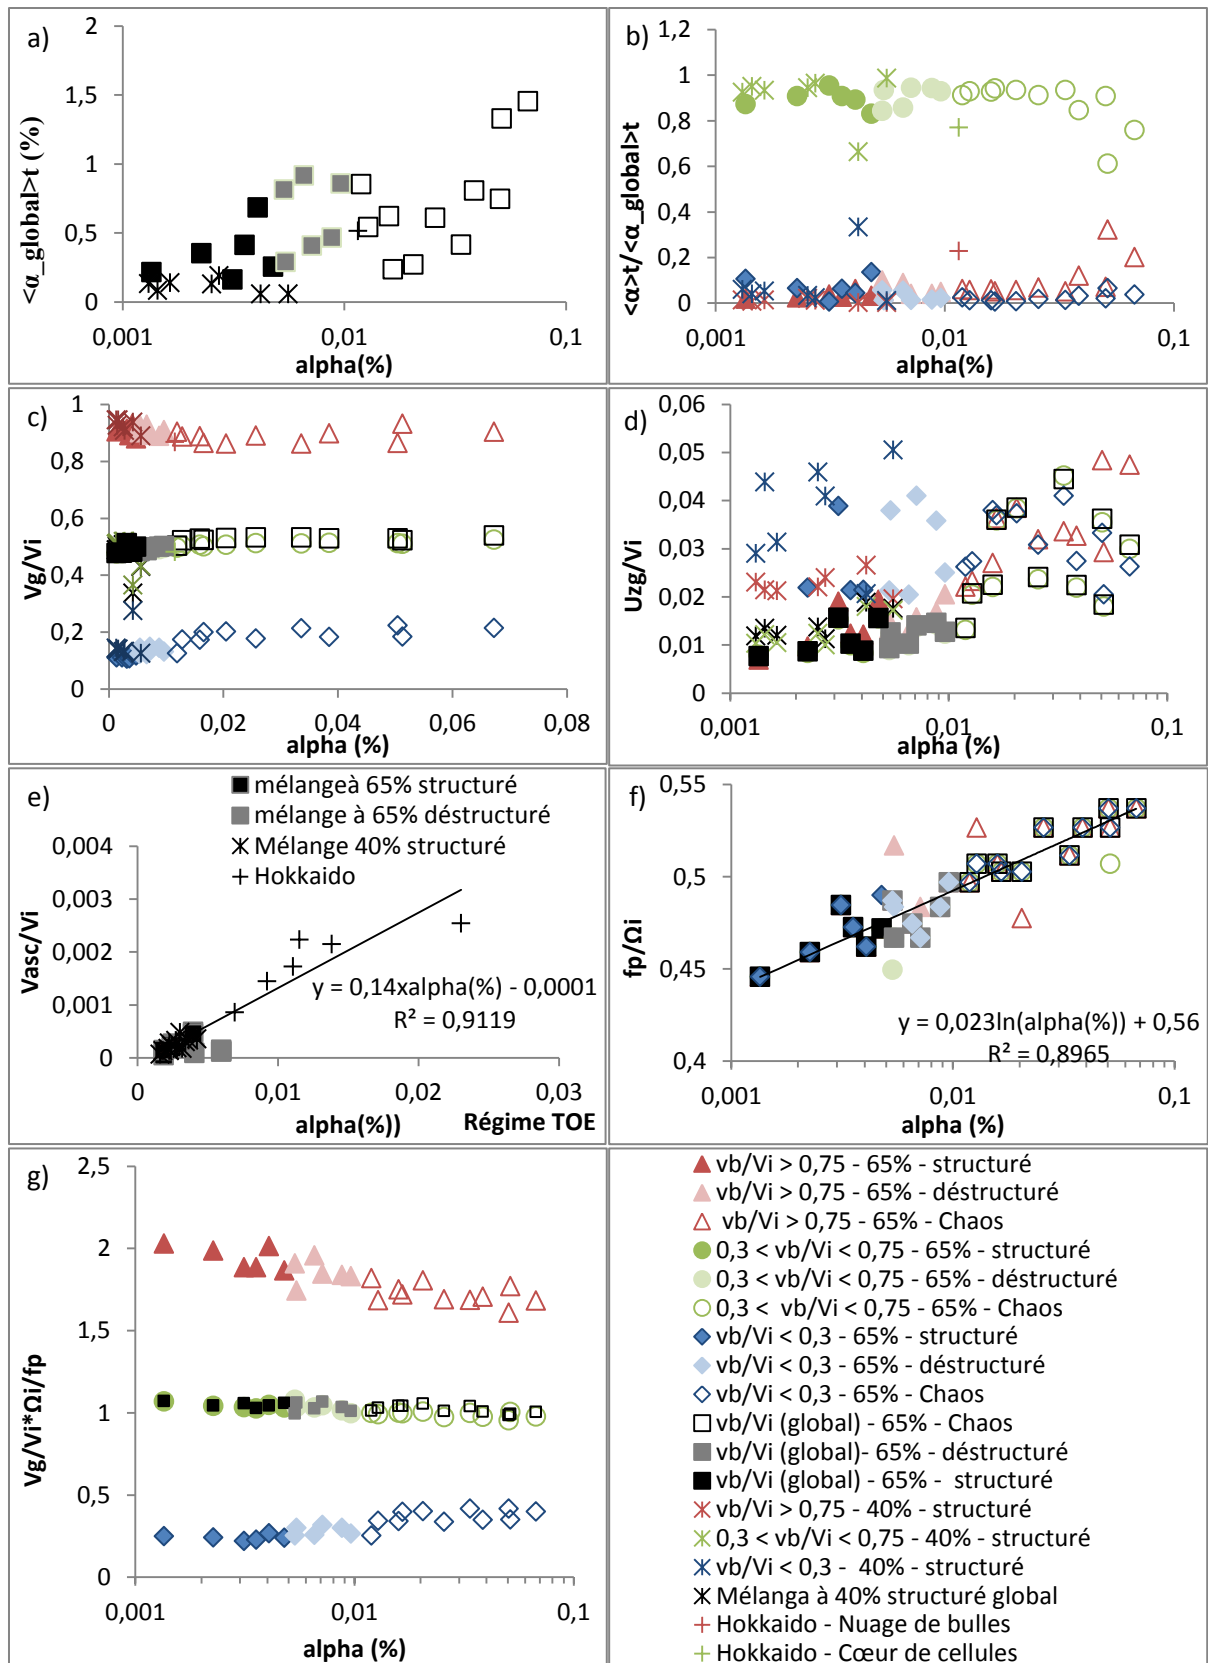 a)
2
1,5
1
0,5
0
<α_global>t (%)
0,001
0,01
0,1
alpha(%)
b)
1,2
1
0,8
0,6
0,4
0,2
0
<α>t/<α_global>t
0,001
0,01
0,1
alpha(%)
c)
1
0,8
0,6
0,4
0,2
0
Vg/Vi
0
0,02
0,04
0,06
0,08
alpha (%)
d)
0,06
0,05
0,04
0,03
0,02
0,01
0
Uzg/Vi
0,001
0,01
0,1
alpha (%)
e)
mélangeà 65% structuré
mélange à 65% déstructuré
Mélange 40% structuré
Hokkaido
0,004
0,003
0,002
0,001
0
Vasc/Vi
y = 0,14xalpha(%) - 0,0001
R² = 0,9119
0
0,01
0,02
0,03
alpha(%))
Régime TOE
f)
0,55
0,5
0,45
0,4
fp/Ωi
y = 0,023ln(alpha(%)) + 0,56
R² = 0,8965
0,001
0,01
0,1
alpha (%)
g)
2,5
2
1,5
1
0,5
0
Vg/Vi*Ωi/fp
0,001
0,01
0,1
alpha (%)
vb/Vi > 0,75 - 65% - structuré
vb/Vi > 0,75 - 65% - déstructuré
vb/Vi > 0,75 - 65% - Chaos
0,3 < vb/Vi < 0,75 - 65% - structuré
0,3 < vb/Vi < 0,75 - 65% - déstructuré
0,3 < vb/Vi < 0,75 - 65% - Chaos
vb/Vi < 0,3 - 65% - structuré
vb/Vi < 0,3 - 65% - déstructuré
vb/Vi < 0,3 - 65% - Chaos
vb/Vi (global) - 65% - Chaos
vb/Vi (global)- 65% - déstructuré
vb/Vi (global) - 65% - structuré
vb/Vi > 0,75 - 40% - structuré
0,3 < vb/Vi < 0,75 - 40% - structuré
vb/Vi < 0,3 - 40% - structuré
Mélanga à 40% structuré global
Hokkaido - Nuage de bulles
Hokkaido - Cœur de cellules